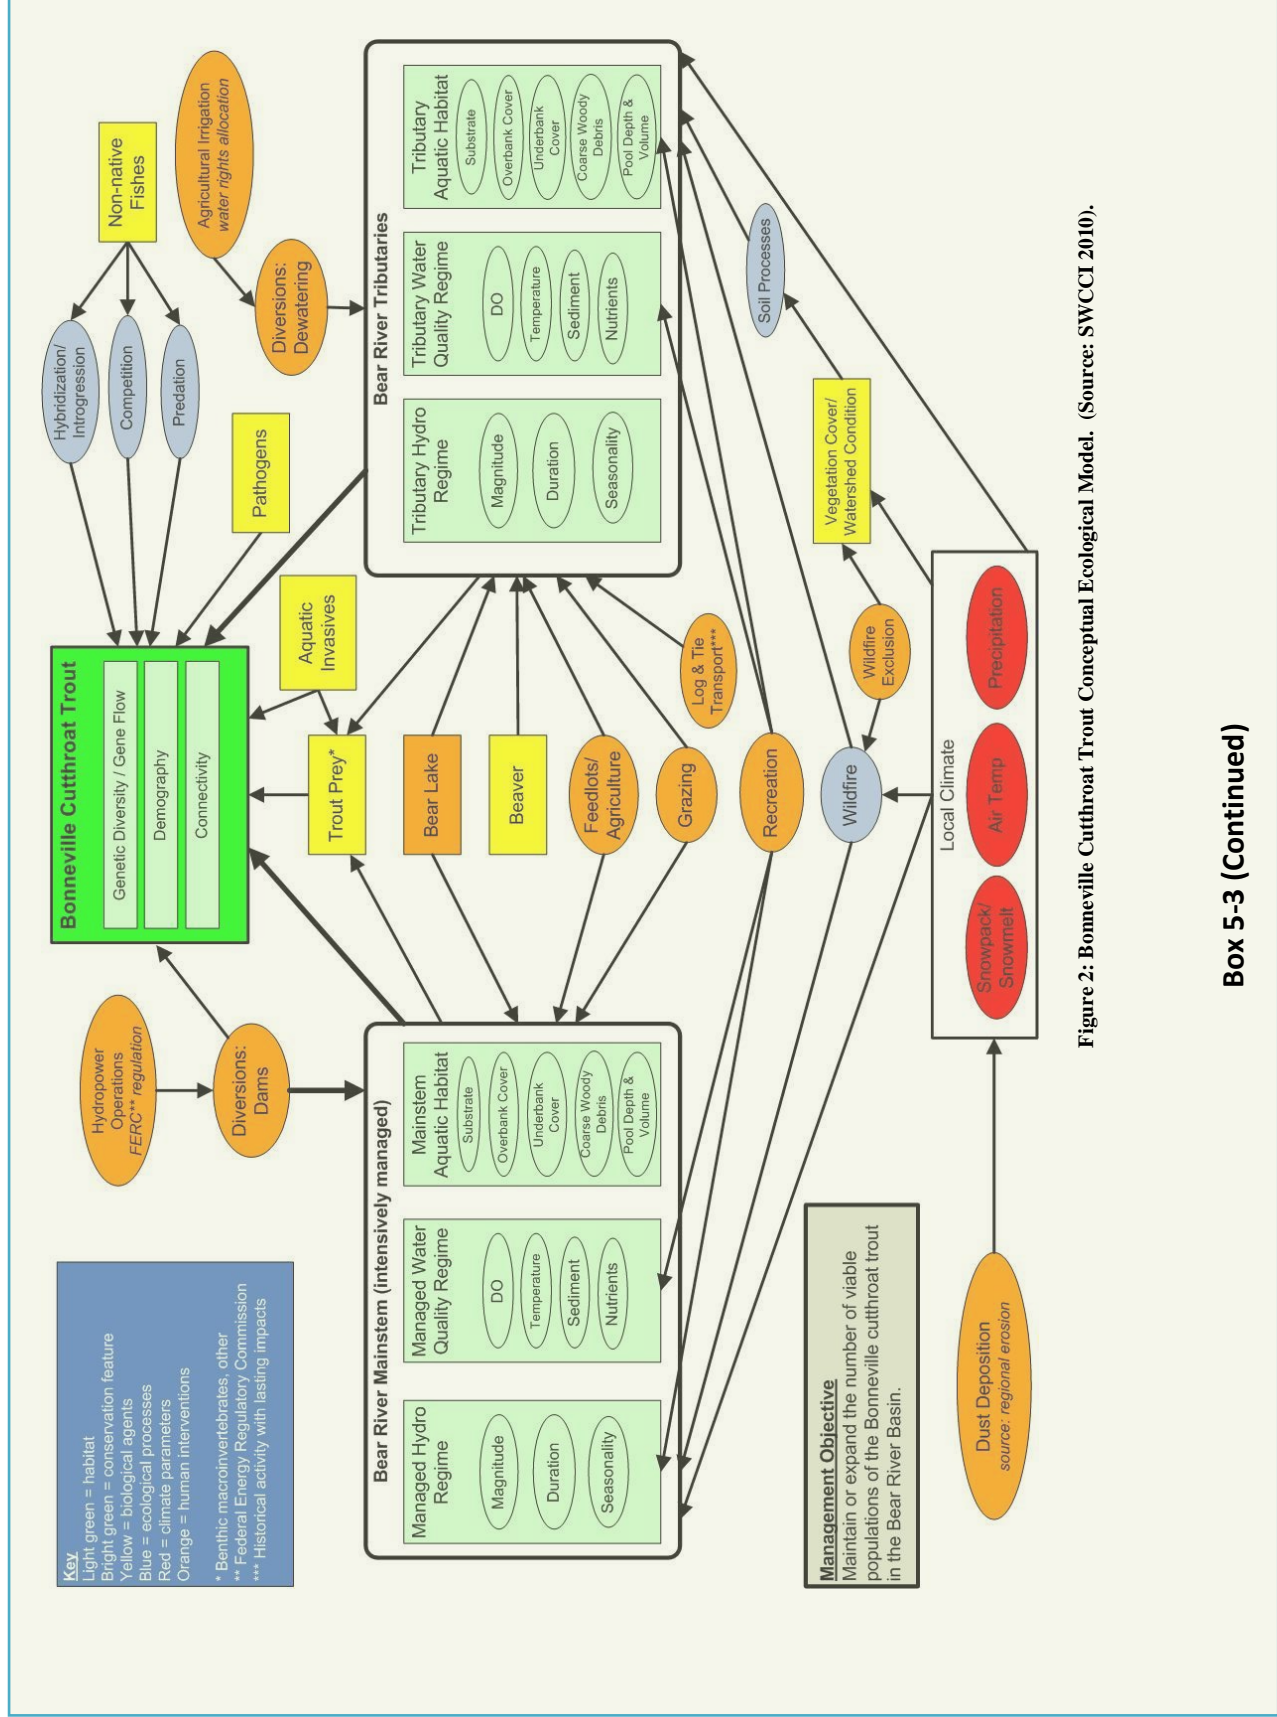 Key
Light green = habitat
Bright green = conservation feature
Yellow = biological agents
Blue = ecological processes
Red = climate parameters
Orange = human interventions
* Benthic macroinvertebrates, other
** Federal Energy Regulatory Commission
*** Historical activity with lasting impacts
Hydropower
Operations
FERC** regulation
Diversions:
Dams
Bonneville Cutthroat Trout
Genetic Diversity / Gene Flow
Demography
Connectivity
Hybridization/
Introgression
Competition
Predation
Non-native
Fishes
Pathogens
Agricultural Irrigation
water rights allocation
Diversions:
Dewatering
Aquatic
Invasives
Trout Prey*
Bear River Mainstem (intensively managed)
Managed Hydro
Regime
Magnitude
Duration
Seasonality
Managed Water
Quality Regime
DO
Temperature
Sediment
Nutrients
Mainstem
Aquatic Habitat
Substrate
Overbank Cover
Underbank
Cover
Coarse Woody
Debris
Pool Depth &
Volume
Bear Lake
Beaver
Feedlots/
Agriculture
Grazing
Log & Tie
Transport***
Recreation
Bear River Tributaries
Tributary Hydro
Regime
Magnitude
Duration
Seasonality
Tributary Water
Quality Regime
DO
Temperature
Sediment
Nutrients
Tributary
Aquatic Habitat
Substrate
Overbank Cover
Underbank
Cover
Coarse Woody
Debris
Pool Depth &
Volume
Wildfire
Wildfire
Exclusion
Vegetation Cover/
Watershed Condition
Soil Processes
Management Objective
Maintain or expand the number of viable
populations of the Bonneville cutthroat trout
in the Bear River Basin.
Local Climate
Snowpack/
Snowmelt
Air Temp
Precipitation
Dust Deposition
source: regional erosion
Figure 2: Bonneville Cutthroat Trout Conceptual Ecological Model. (Source: SWCCI 2010).
Box 5-3 (Continued)